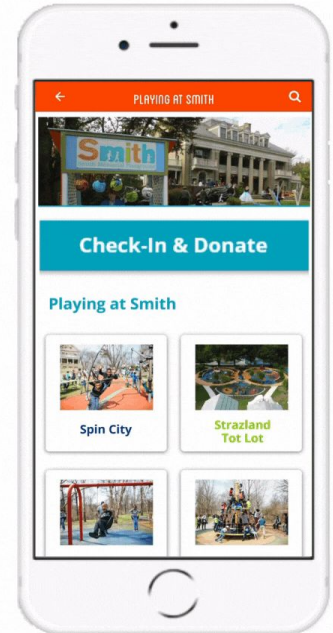 PLAYING AT SMITH
Smith
Check-In & Donate
Playing at Smith
Spin City
Strazland
Tot Lot